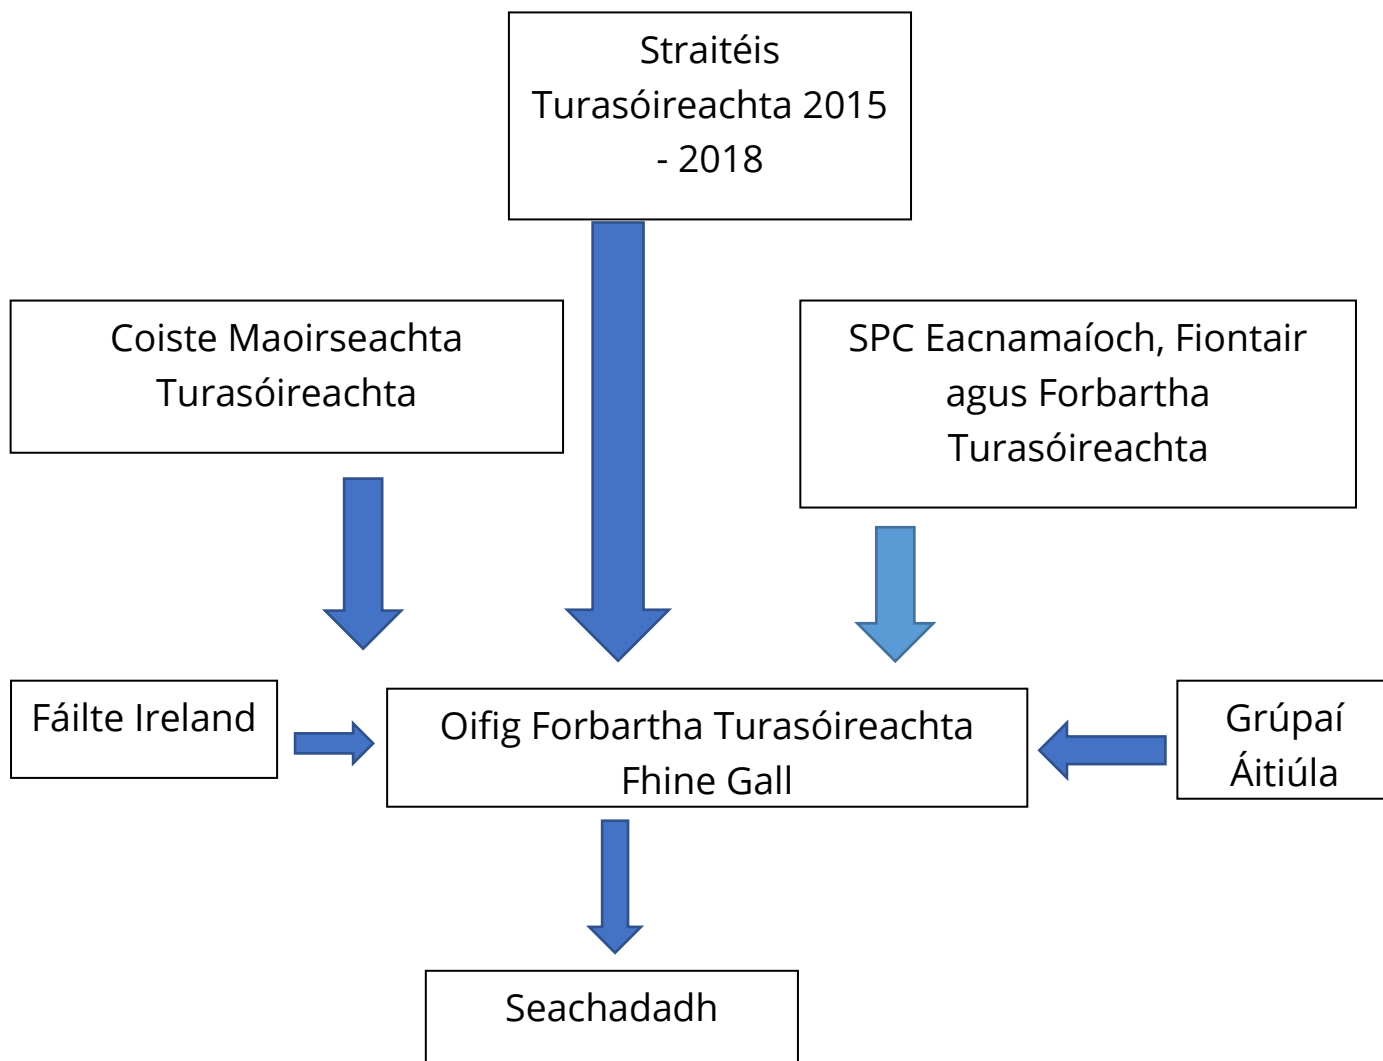 Straitéis
Turasóireachta 2015
- 2018
Coiste Maoirseachta
Turasóireachta
SPC Eacnamaíoch, Fiontair
agus Forbartha
Turasóireachta
Fáilte Ireland
Oifig Forbartha Turasóireachta
Fhine Gall
Grúpaí
Áitiúla
Seachadadh